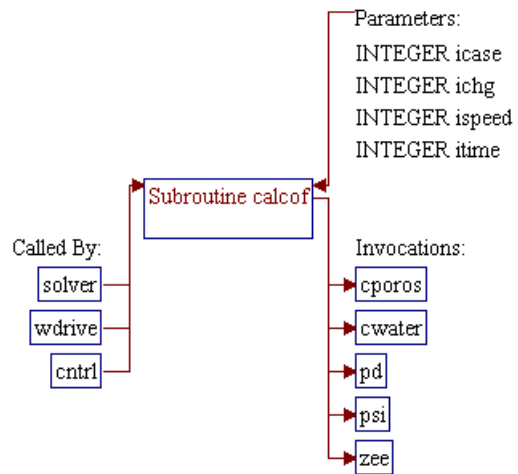 Parameters:
INTEGER icase
INTEGER ichg
INTEGER ispeed
INTEGER itime
Subroutine calcof
Called By:
solver
wdrive
cntrl
Invocations:
cporos
cwater
pd
psi
zee